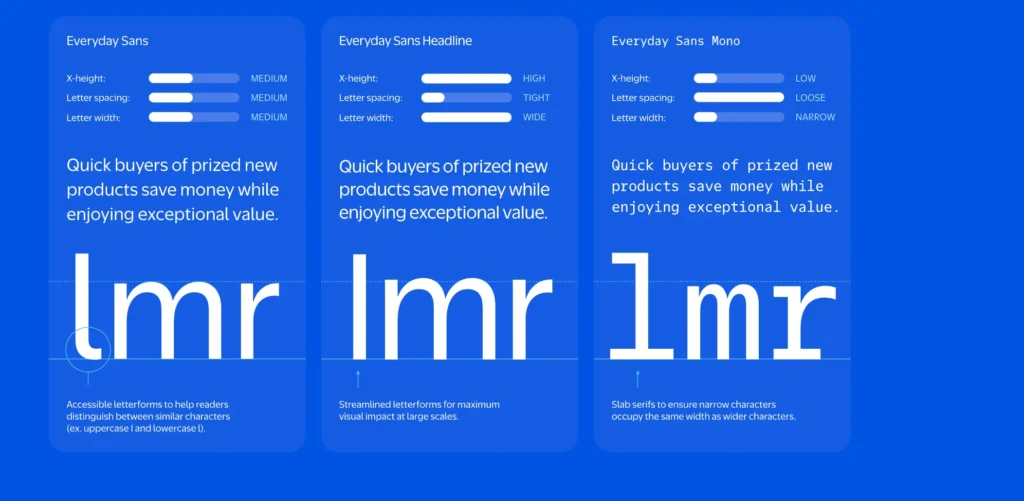 Everyday Sans
X-height:
MEDIUM
Letter spacing:
MEDIUM
Letter width:
MEDIUM
Quick buyers of prized new
products save money while
enjoying exceptional value.
lmr
Accessible letterforms to help readers
distinguish between similar characters
(ex. uppercase I and lowercase l).
Everyday Sans Headline
X-height:
HIGH
Letter spacing:
TIGHT
Letter width:
WIDE
Quick buyers of prized new
products save money while
enjoying exceptional value.
lmr
Streamlined letterforms for maximum
visual impact at large scales.
Everyday Sans Mono
X-height:
LOW
Letter spacing:
LOOSE
Letter width:
NARROW
Quick buyers of prized new
products save money while
enjoying exceptional value.
lmr
Slab serifs to ensure narrow characters
occupy the same width as wider characters.